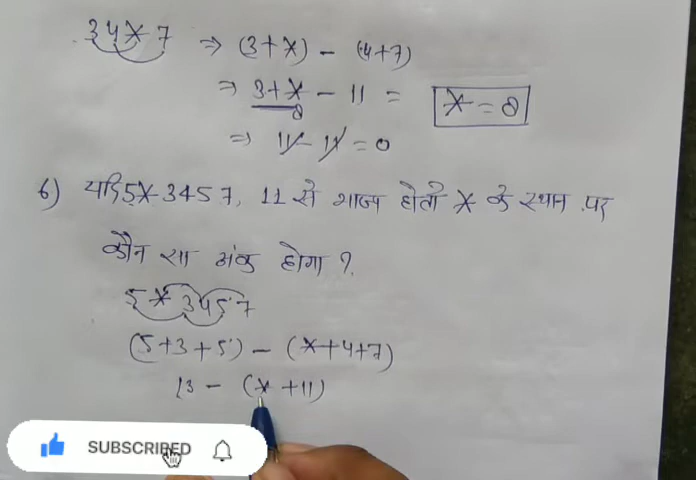 34*7 ⇒ (3+*) - (4+7)
⇒ 3+* - 11 = *=8
8
⇒ 11 - 11 = 0
6) यदि 5*3457, 11 से भाज्य हो तो * के स्थान पर
कौन सा अंक होगा ?
5*3457
(5+3+5) - (*+4+7)
13 - (* +11)
SUBSCRIBED